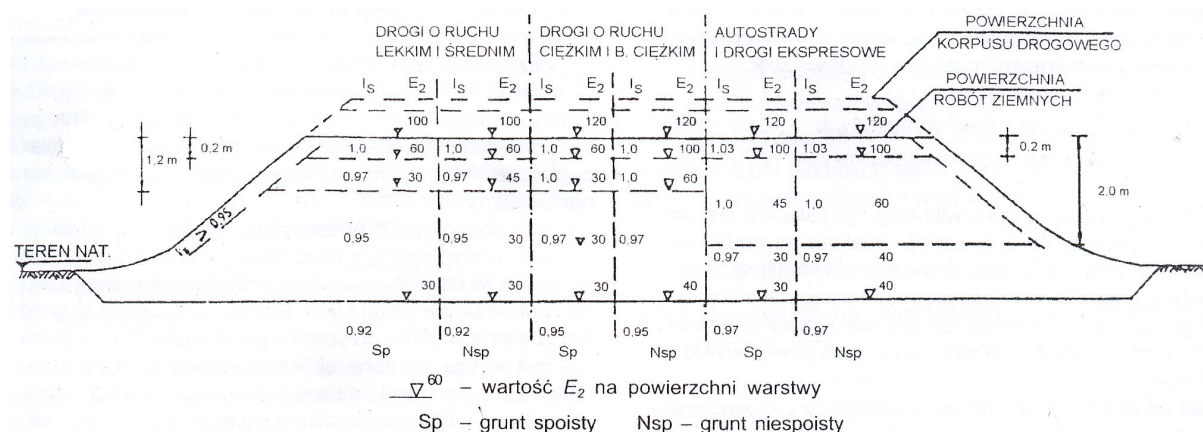 DROGI O RUCHU LEKKIM I ŚREDNIM
DROGI O RUCHU CIĘŻKIM I B. CIĘŻKIM
AUTOSTRADY I DROGI EKSPRESOWE
POWIERZCHNIA KORPUSU DROGOWEGO
POWIERZCHNIA ROBÓT ZIEMNYCH
I_S E_2 I_S E_2 I_S E_2 I_S E_2 I_S E_2 I_S E_2
100 100 120 120 120 120
1,2 m 0,2 m 1,0 60 1,0 60 1,0 60 1,0 100 1,03 100 1,03 100 0,2 m
0.97 30 0.97 45 1,0 30 1,0 60
2,0 m
1,0 45 1,0 60
≥ 0,95
TEREN NAT.
0,95 0,95 30 0,97 30 0,97
0,97 30 0,97 40
30 30 30 40 30 40
0.92 0,92 0,95 0,95 0,97 0,97
Sp Nsp Sp Nsp Sp Nsp
60 – wartość E_2 na powierzchni warstwy
Sp – grunt spoisty Nsp – grunt niespoisty